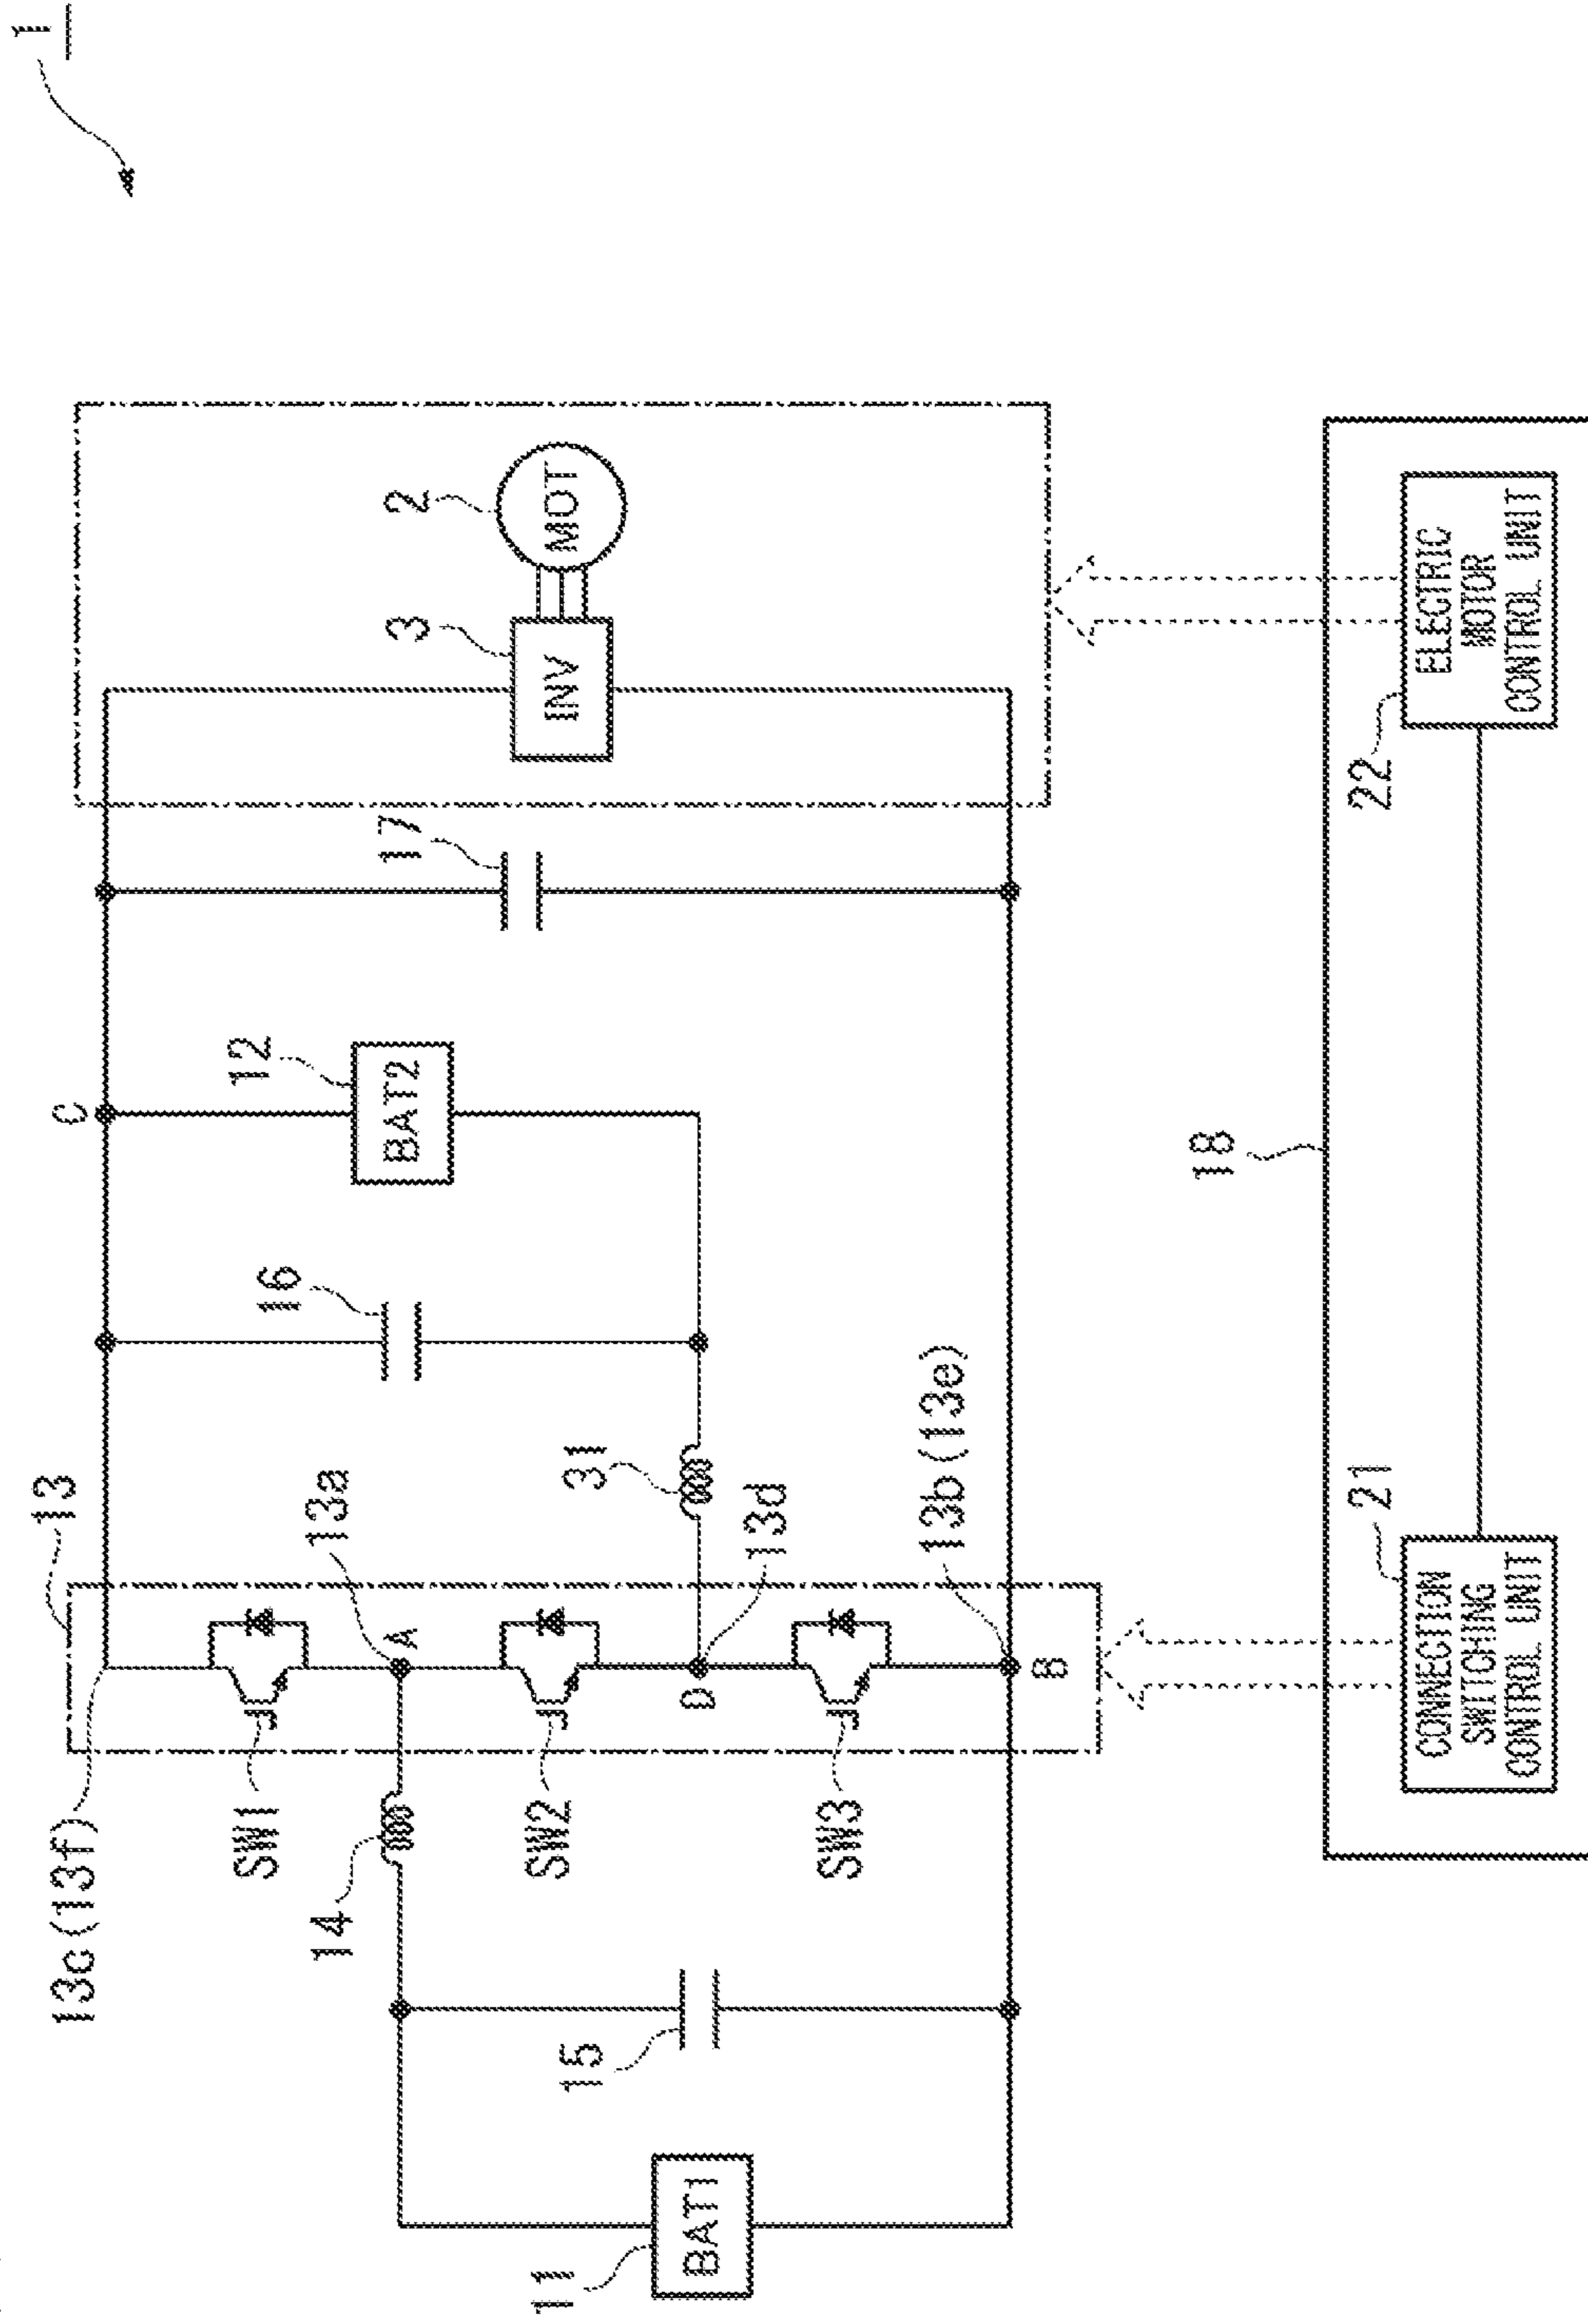 1
13c(13f)
13
C
12
16
17
SW1
13a
A
14
BAT2
3
2
INV
MOT
SW2
31
11
15
BAT1
D
13d
SW3
13b(13e)
B
18
21
22
CONNECTION
SWITCHING
CONTROL UNIT
ELECTRIC
MOTOR
CONTROL UNIT